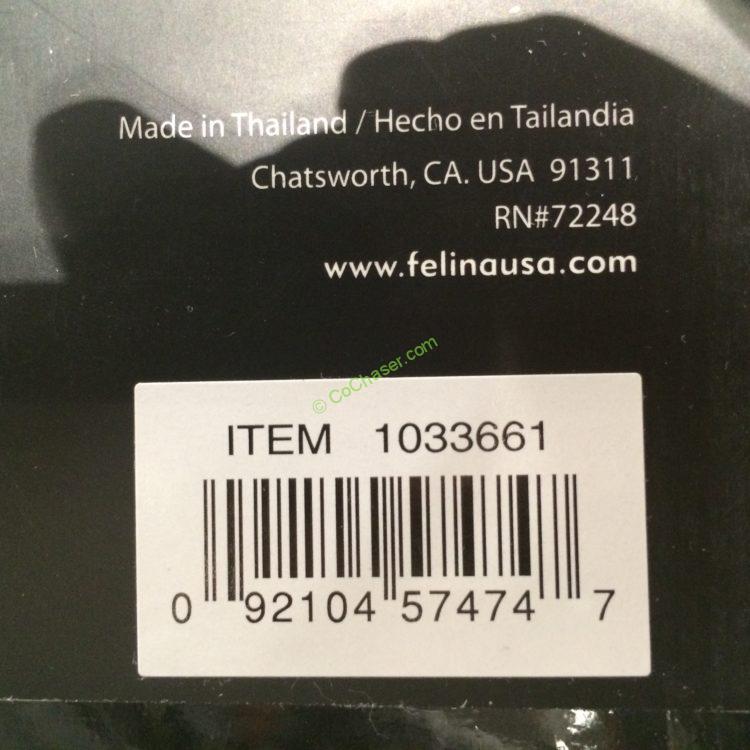 Made in Thailand / Hecho en Tailandia
Chatsworth, CA. USA 91311
RN#72248
www.felinausa.com
© CoChaser.com
ITEM 1033661
0 92104 57474 7